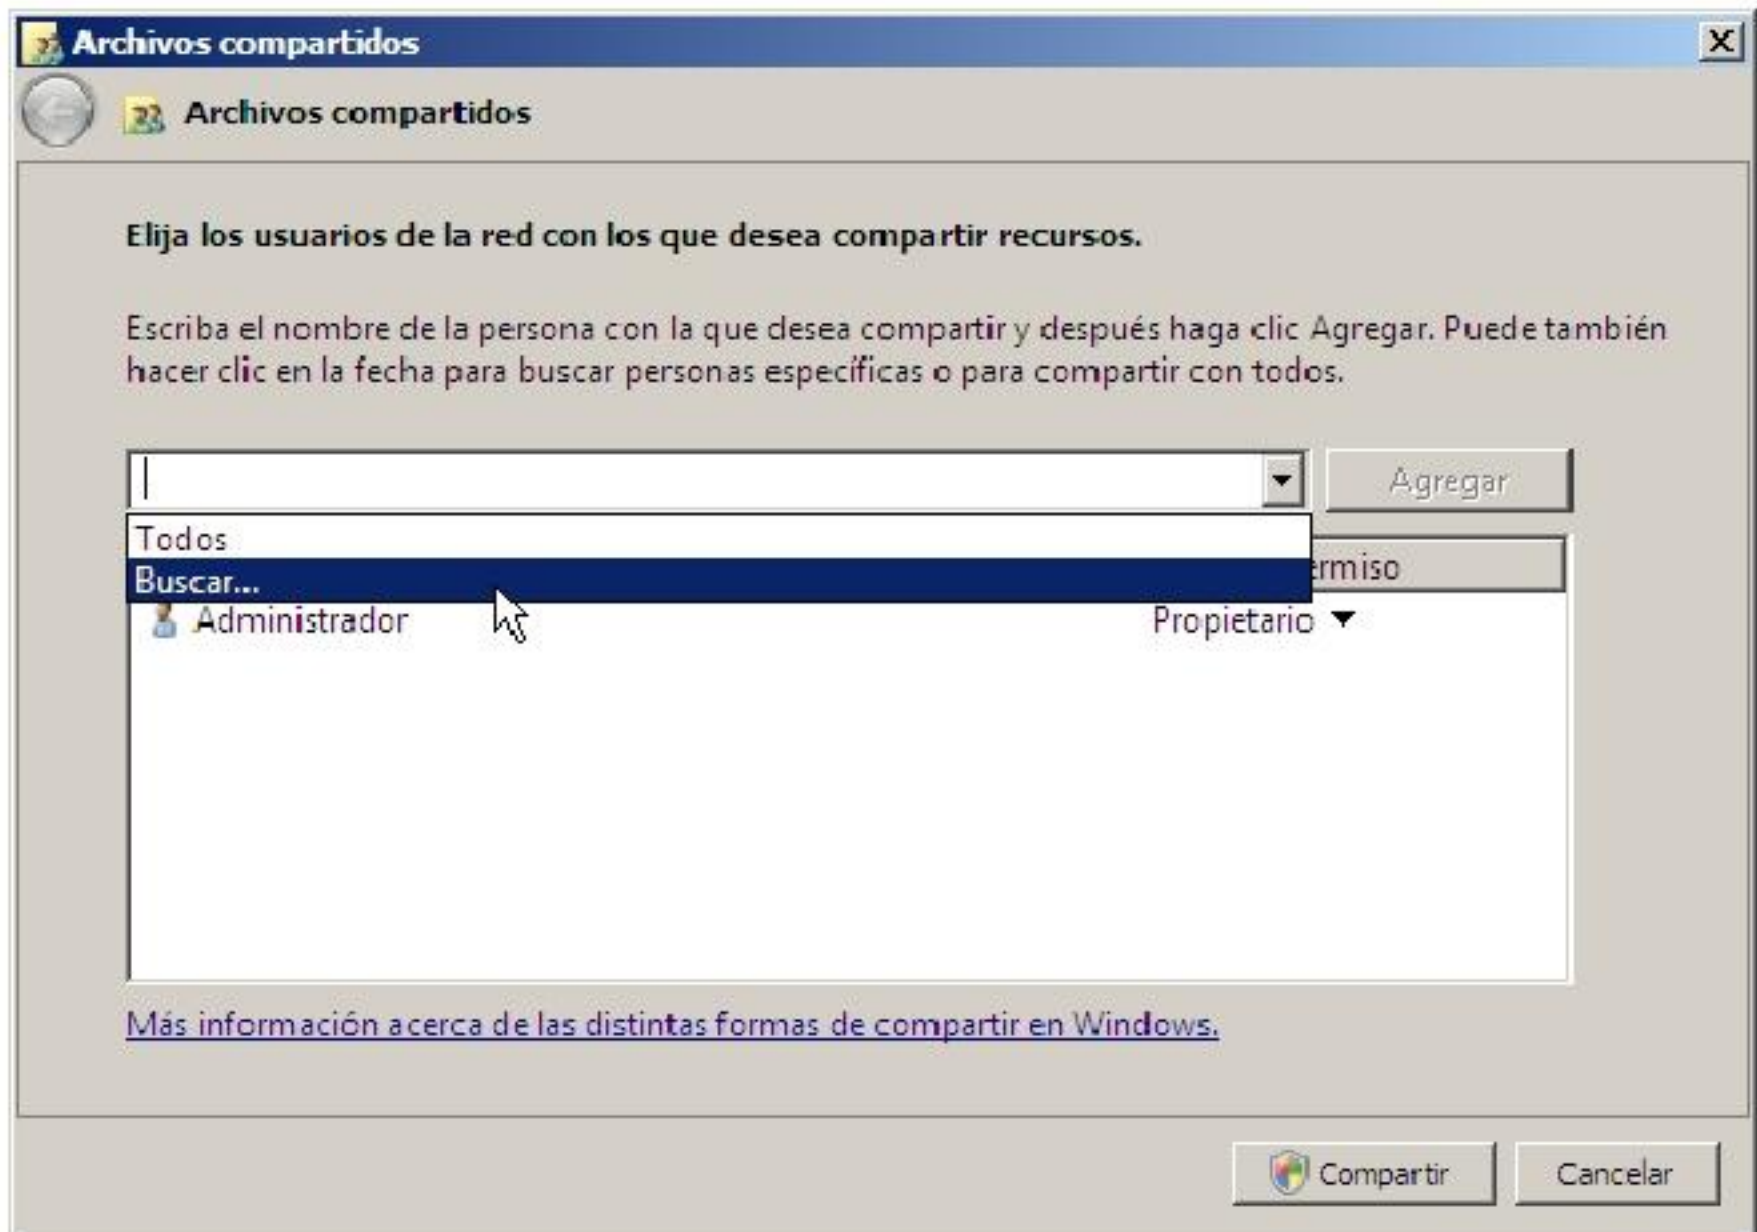 Archivos compartidos
Archivos compartidos
Elija los usuarios de la red con los que desea compartir recursos.
Escriba el nombre de la persona con la que desea compartir y después haga clic Agregar. Puede también
hacer clic en la fecha para buscar personas específicas o para compartir con todos.
Agregar
Todos
Buscar...
ermiso
Administrador Propietario
Más información acerca de las distintas formas de compartir en Windows.
Compartir Cancelar